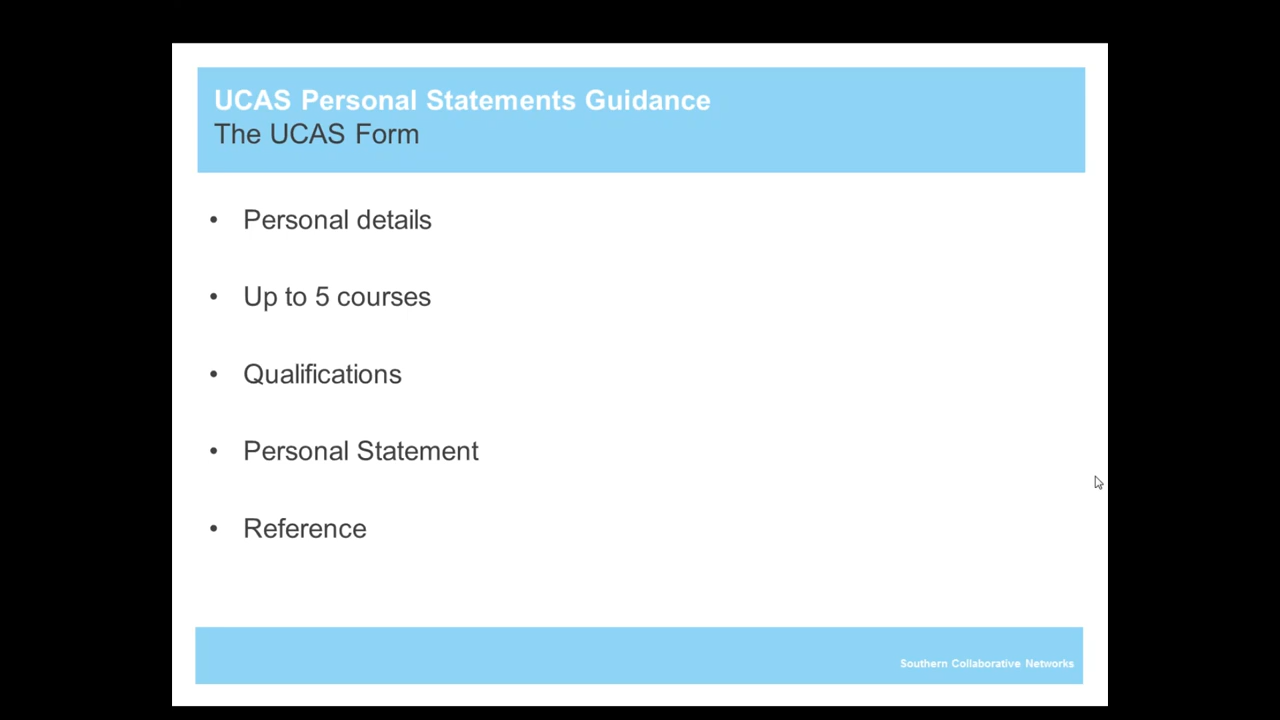 UCAS Personal Statements Guidance
The UCAS Form
• Personal details
• Up to 5 courses
• Qualifications
• Personal Statement
• Reference
Southern Collaborative Networks